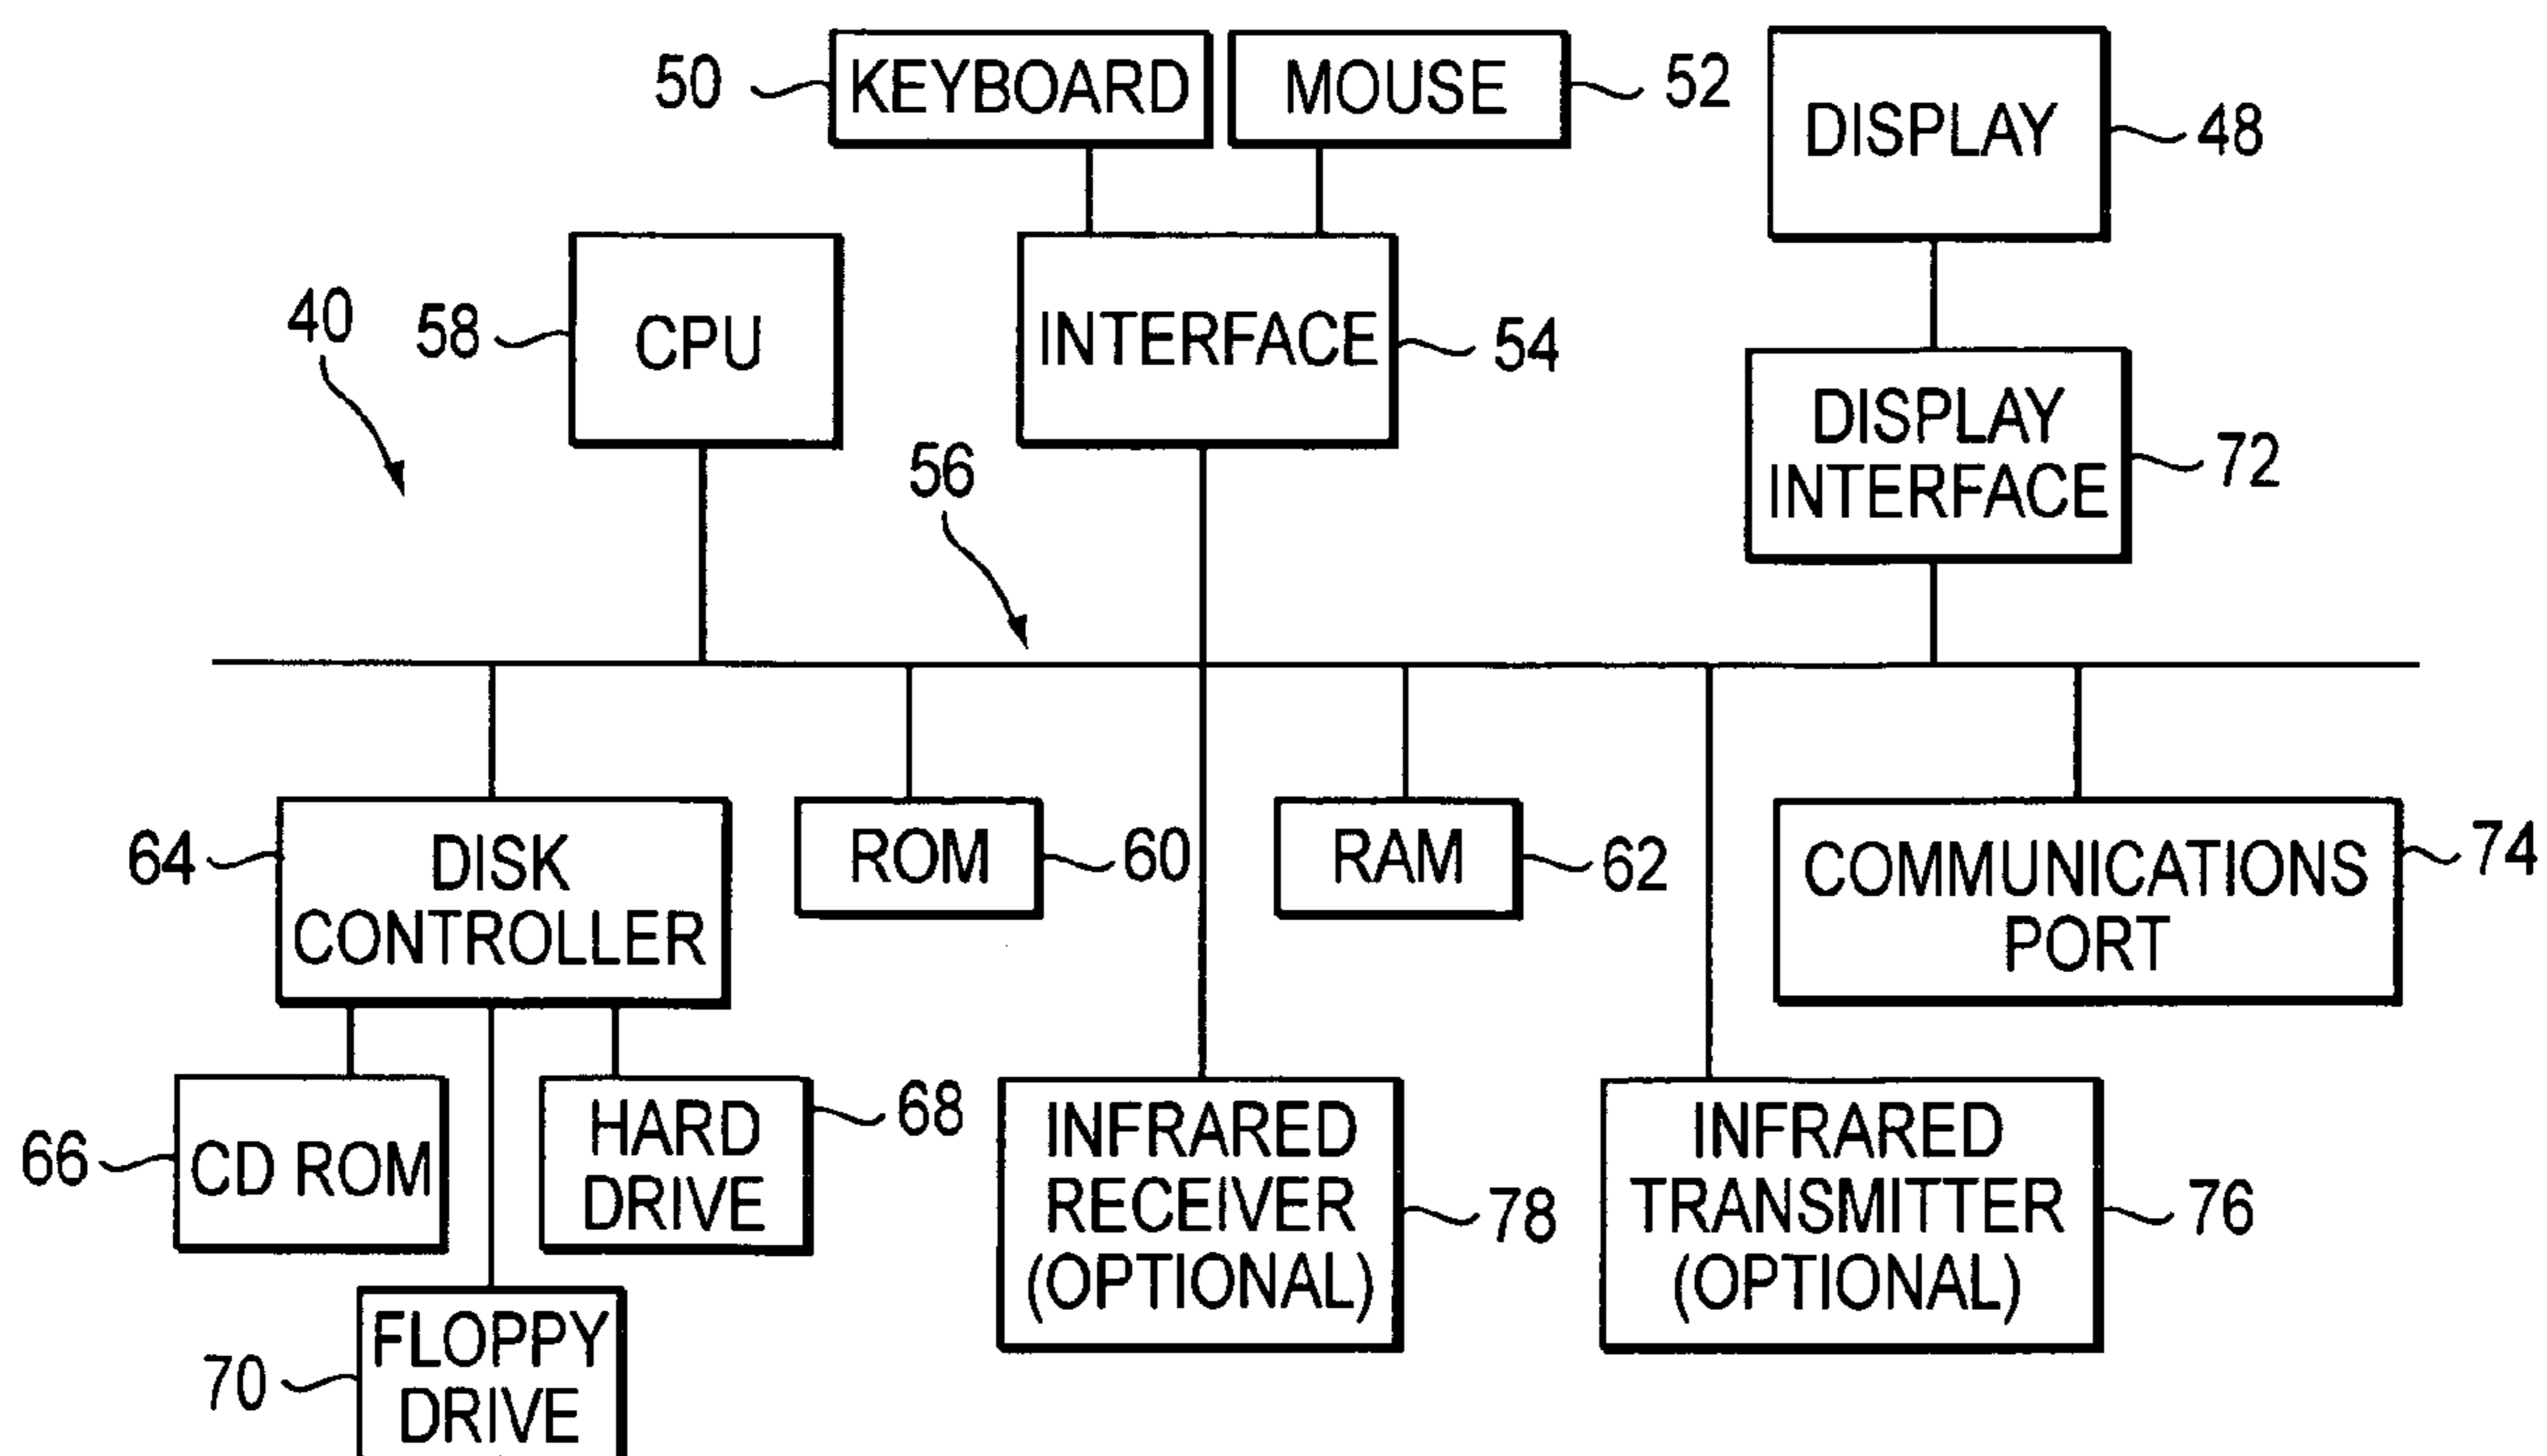 50
KEYBOARD
MOUSE
52
DISPLAY
48
40
58
CPU
INTERFACE
54
DISPLAY
INTERFACE
72
56
64
DISK
CONTROLLER
ROM
60
RAM
62
COMMUNICATIONS
PORT
74
66
CD ROM
HARD
DRIVE
68
INFRARED
RECEIVER
(OPTIONAL)
78
INFRARED
TRANSMITTER
(OPTIONAL)
76
70
FLOPPY
DRIVE